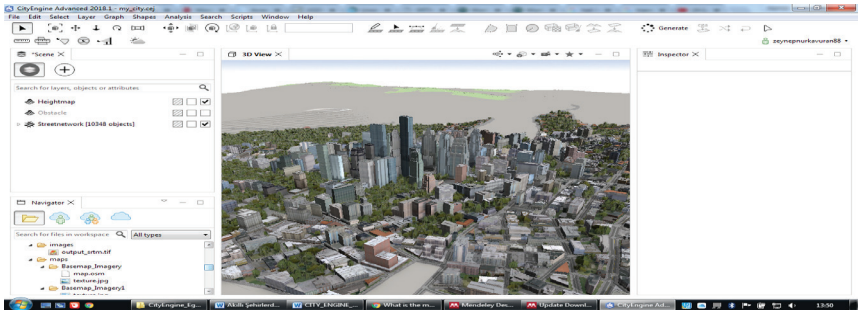 CityEngine Advanced 2018.1 - my_city.cej
File Edit Select Layer Graph Shapes Analysis Search Scripts Window Help
Generate
zeynepnurkavuran88
*Scene
3D View
Inspector
Search for layers, objects or attributes
Heightmap
Obstacle
Streetnetwork [10348 objects]
Navigator
Search for files in workspace
All types
images
output_srtm.tif
maps
Basemap_Imagery
map.osm
texture.jpg
Basemap_Imagery1
CityEngine_Eg...
Akıllı Şehirlerd...
CITY_ENGINE_...
What is the m...
Mendeley Des...
Update Downl...
CityEngine Ad...
13:50